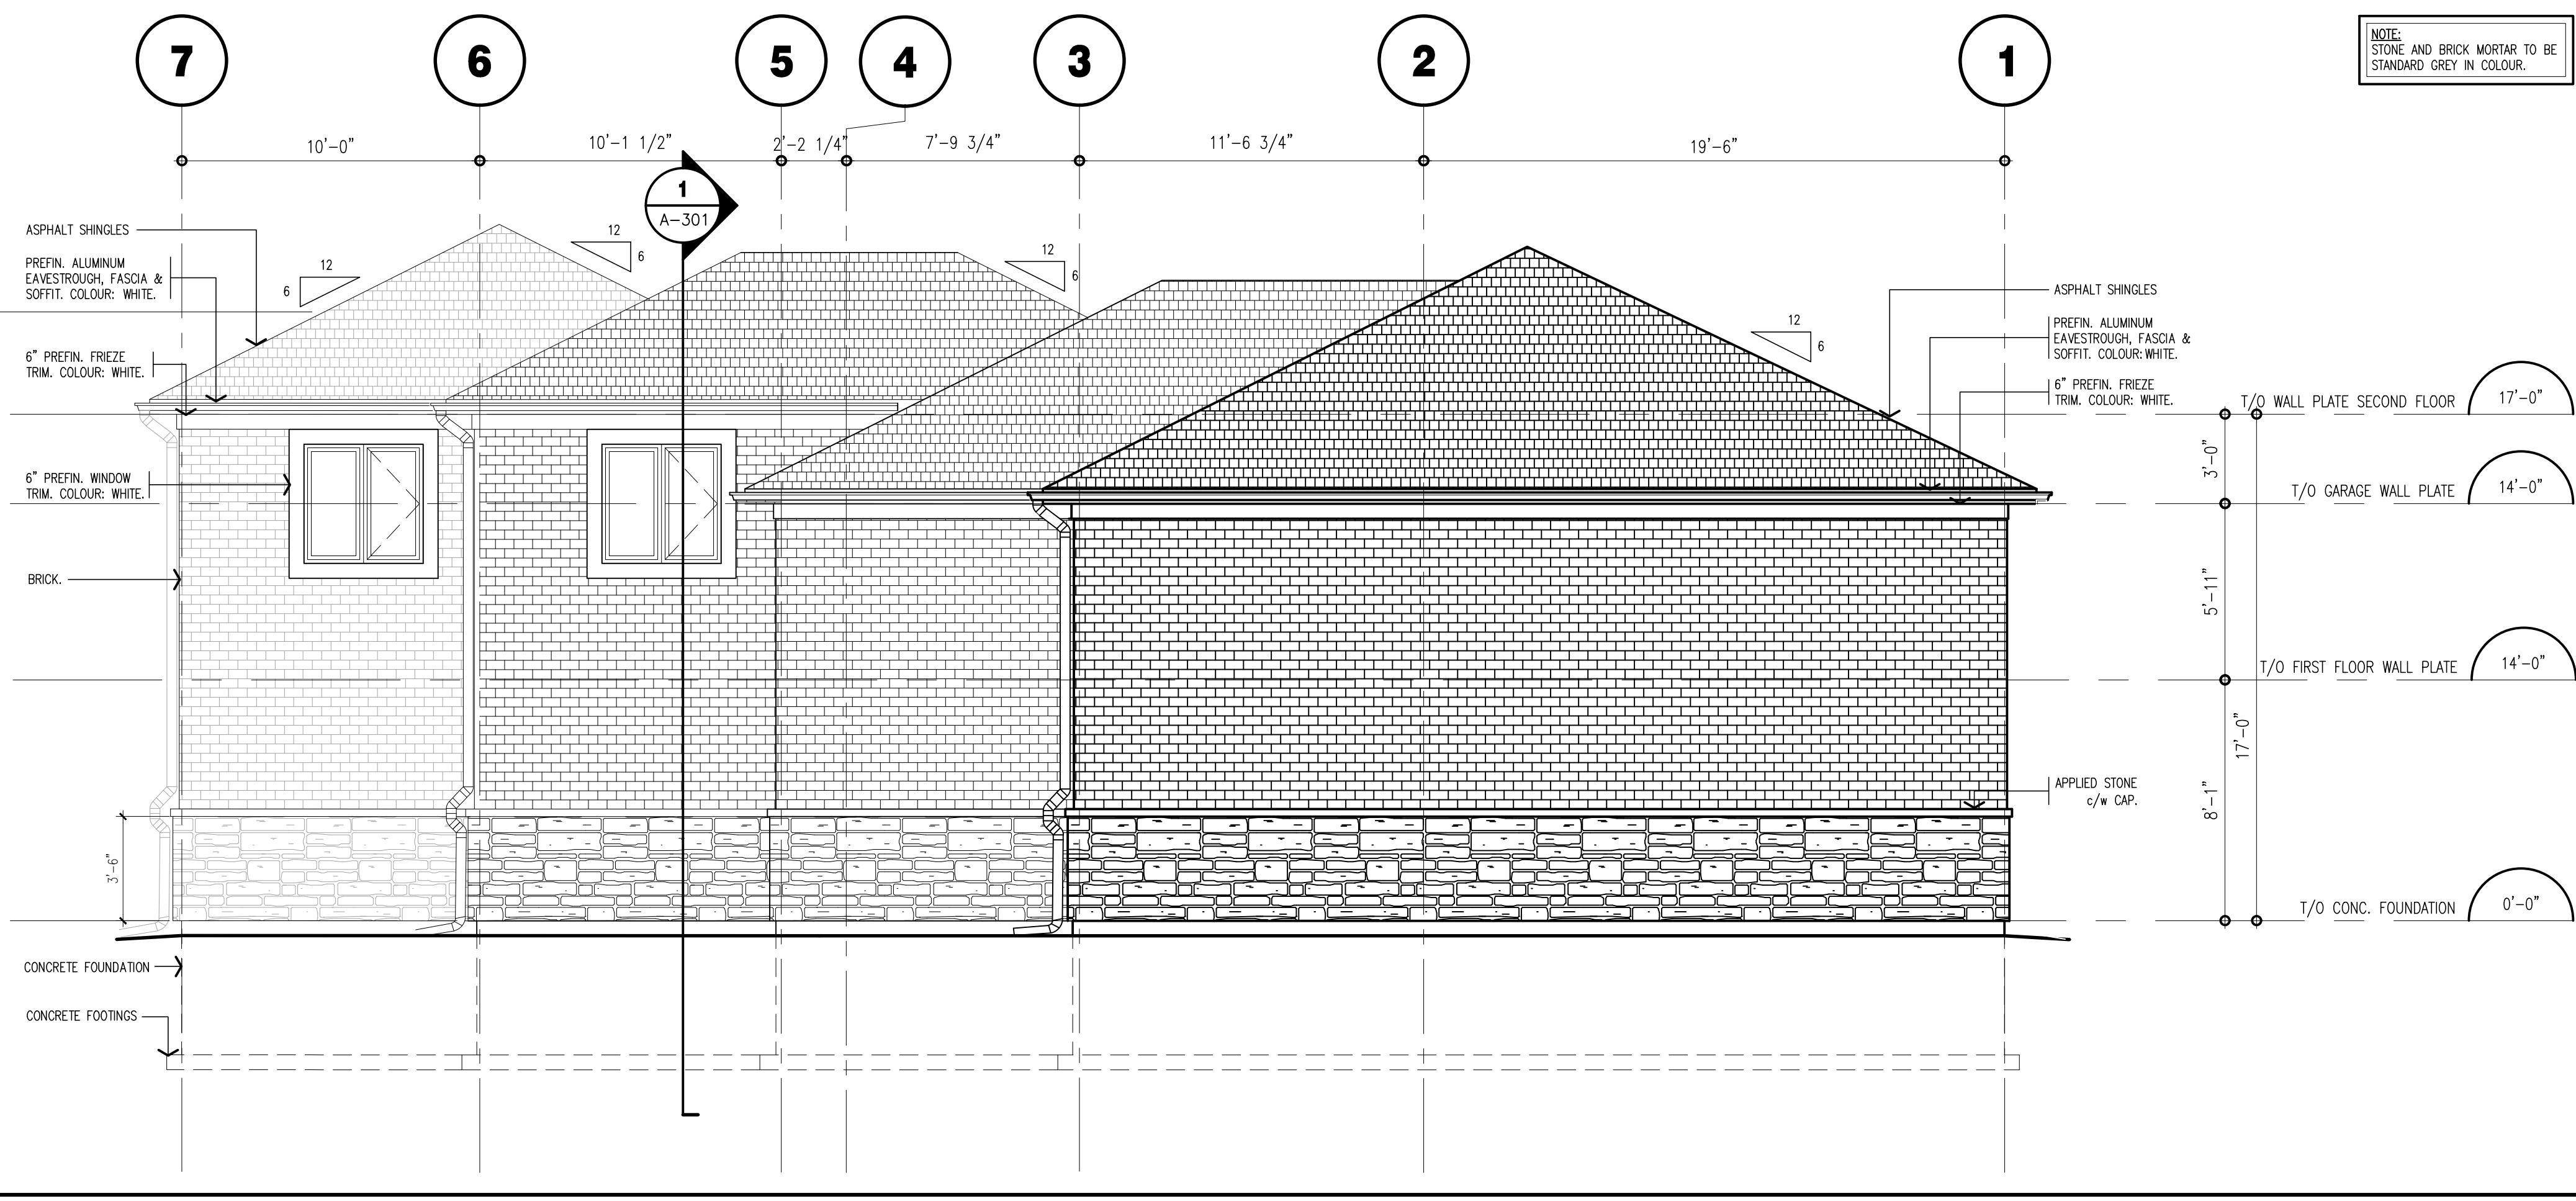 7 6 5 4 3 2 1
NOTE:
STONE AND BRICK MORTAR TO BE
STANDARD GREY IN COLOUR.
10'-0" 10'-1 1/2" 2'-2 1/4" 7'-9 3/4" 11'-6 3/4" 19'-6"
1
A-301
ASPHALT SHINGLES
PREFIN. ALUMINUM
EAVESTROUGH, FASCIA &
SOFFIT. COLOUR: WHITE.
6" PREFIN. FRIEZE
TRIM. COLOUR: WHITE.
6" PREFIN. WINDOW
TRIM. COLOUR: WHITE.
BRICK.
3'-6"
CONCRETE FOUNDATION
CONCRETE FOOTINGS
12
6
12
6
12
6
12
6
ASPHALT SHINGLES
PREFIN. ALUMINUM
EAVESTROUGH, FASCIA &
SOFFIT. COLOUR: WHITE.
6" PREFIN. FRIEZE
TRIM. COLOUR: WHITE.
APPLIED STONE
c/w CAP.
T/O WALL PLATE SECOND FLOOR 17'-0"
3'-0"
T/O GARAGE WALL PLATE 14'-0"
5'-11"
T/O FIRST FLOOR WALL PLATE 14'-0"
17'-0"
8'-1"
T/O CONC. FOUNDATION 0'-0"